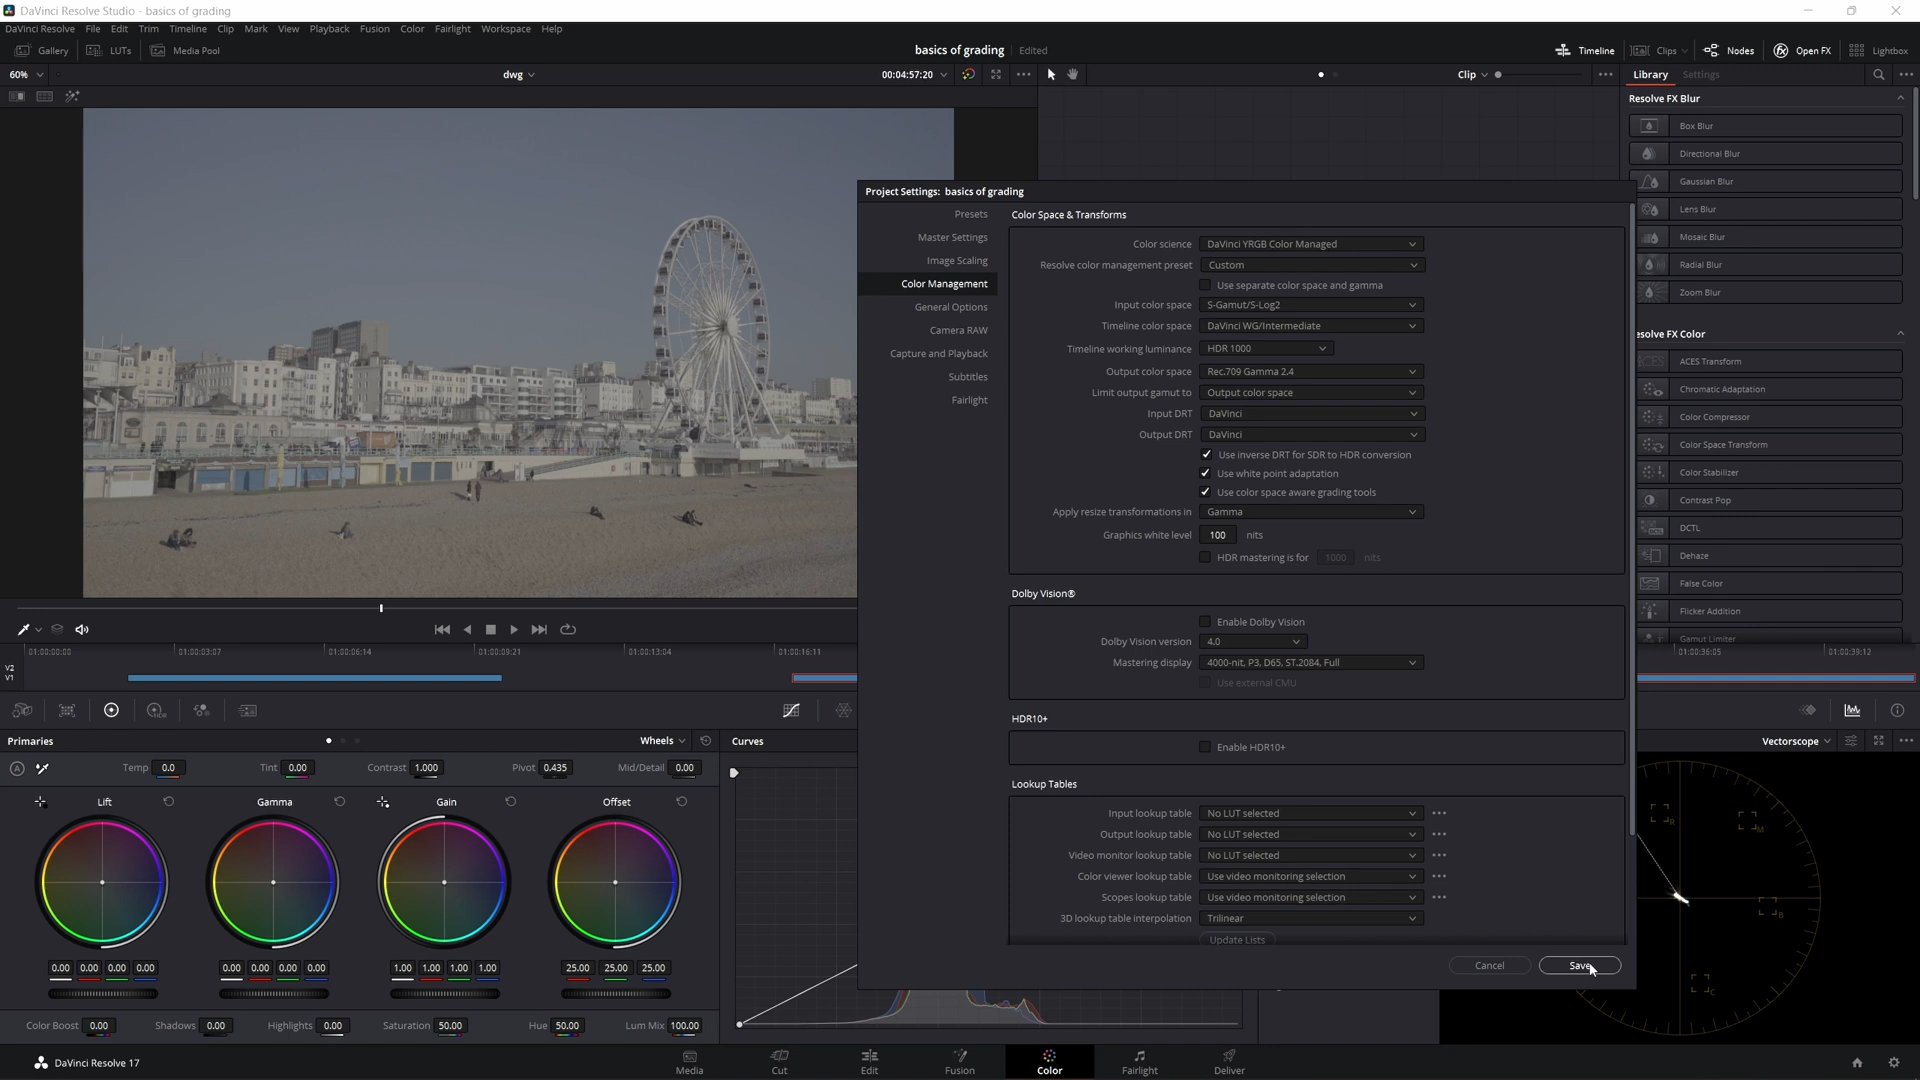 DaVinci Resolve Studio - basics of grading
DaVinci Resolve File Edit Trim Timeline Clip Mark View Playback Fusion Color Fairlight Workspace Help
Gallery LUTs Media Pool basics of grading Edited Timeline Clips Nodes Open FX Lightbox
60% dwg 00:04:57:20 Clip Library Settings
Resolve FX Blur
Box Blur
Directional Blur
Gaussian Blur
Lens Blur
Mosaic Blur
Radial Blur
Zoom Blur
esolve FX Color
ACES Transform
Chromatic Adaptation
Color Compressor
Color Space Transform
Color Stabilizer
Contrast Pop
DCTL
Dehaze
False Color
Flicker Addition
Gamut Limiter
Project Settings: basics of grading
Presets
Master Settings
Image Scaling
Color Management
General Options
Camera RAW
Capture and Playback
Subtitles
Fairlight
Color Space & Transforms
Color science DaVinci YRGB Color Managed
Resolve color management preset Custom
Use separate color space and gamma
Input color space S-Gamut/S-Log2
Timeline color space DaVinci WG/Intermediate
Timeline working luminance HDR 1000
Output color space Rec.709 Gamma 2.4
Limit output gamut to Output color space
Input DRT DaVinci
Output DRT DaVinci
Use inverse DRT for SDR to HDR conversion
Use white point adaptation
Use color space aware grading tools
Apply resize transformations in Gamma
Graphics white level 100 nits
HDR mastering is for 1000 nits
Dolby Vision®
Enable Dolby Vision
Dolby Vision version 4.0
Mastering display 4000-nit, P3, D65, ST.2084, Full
Use external CMU
HDR10+
Enable HDR10+
Lookup Tables
Input lookup table No LUT selected
Output lookup table No LUT selected
Video monitor lookup table No LUT selected
Color viewer lookup table Use video monitoring selection
Scopes lookup table Use video monitoring selection
3D lookup table interpolation Trilinear
Update Lists
Cancel Save
01:00:00:00 01:00:03:07 01:00:06:14 01:00:09:21 01:00:13:04 01:00:16:11 01:00:36:05 01:00:39:12
V2
V1
Primaries Wheels Curves Vectorscope
A Temp 0.0 Tint 0.00 Contrast 1.000 Pivot 0.435 Mid/Detail 0.00
Lift Gamma Gain Offset
R M B C
0.00 0.00 0.00 0.00 0.00 0.00 0.00 0.00 1.00 1.00 1.00 1.00 25.00 25.00 25.00
Color Boost 0.00 Shadows 0.00 Highlights 0.00 Saturation 50.00 Hue 50.00 Lum Mix 100.00
DaVinci Resolve 17 Media Cut Edit Fusion Color Fairlight Deliver